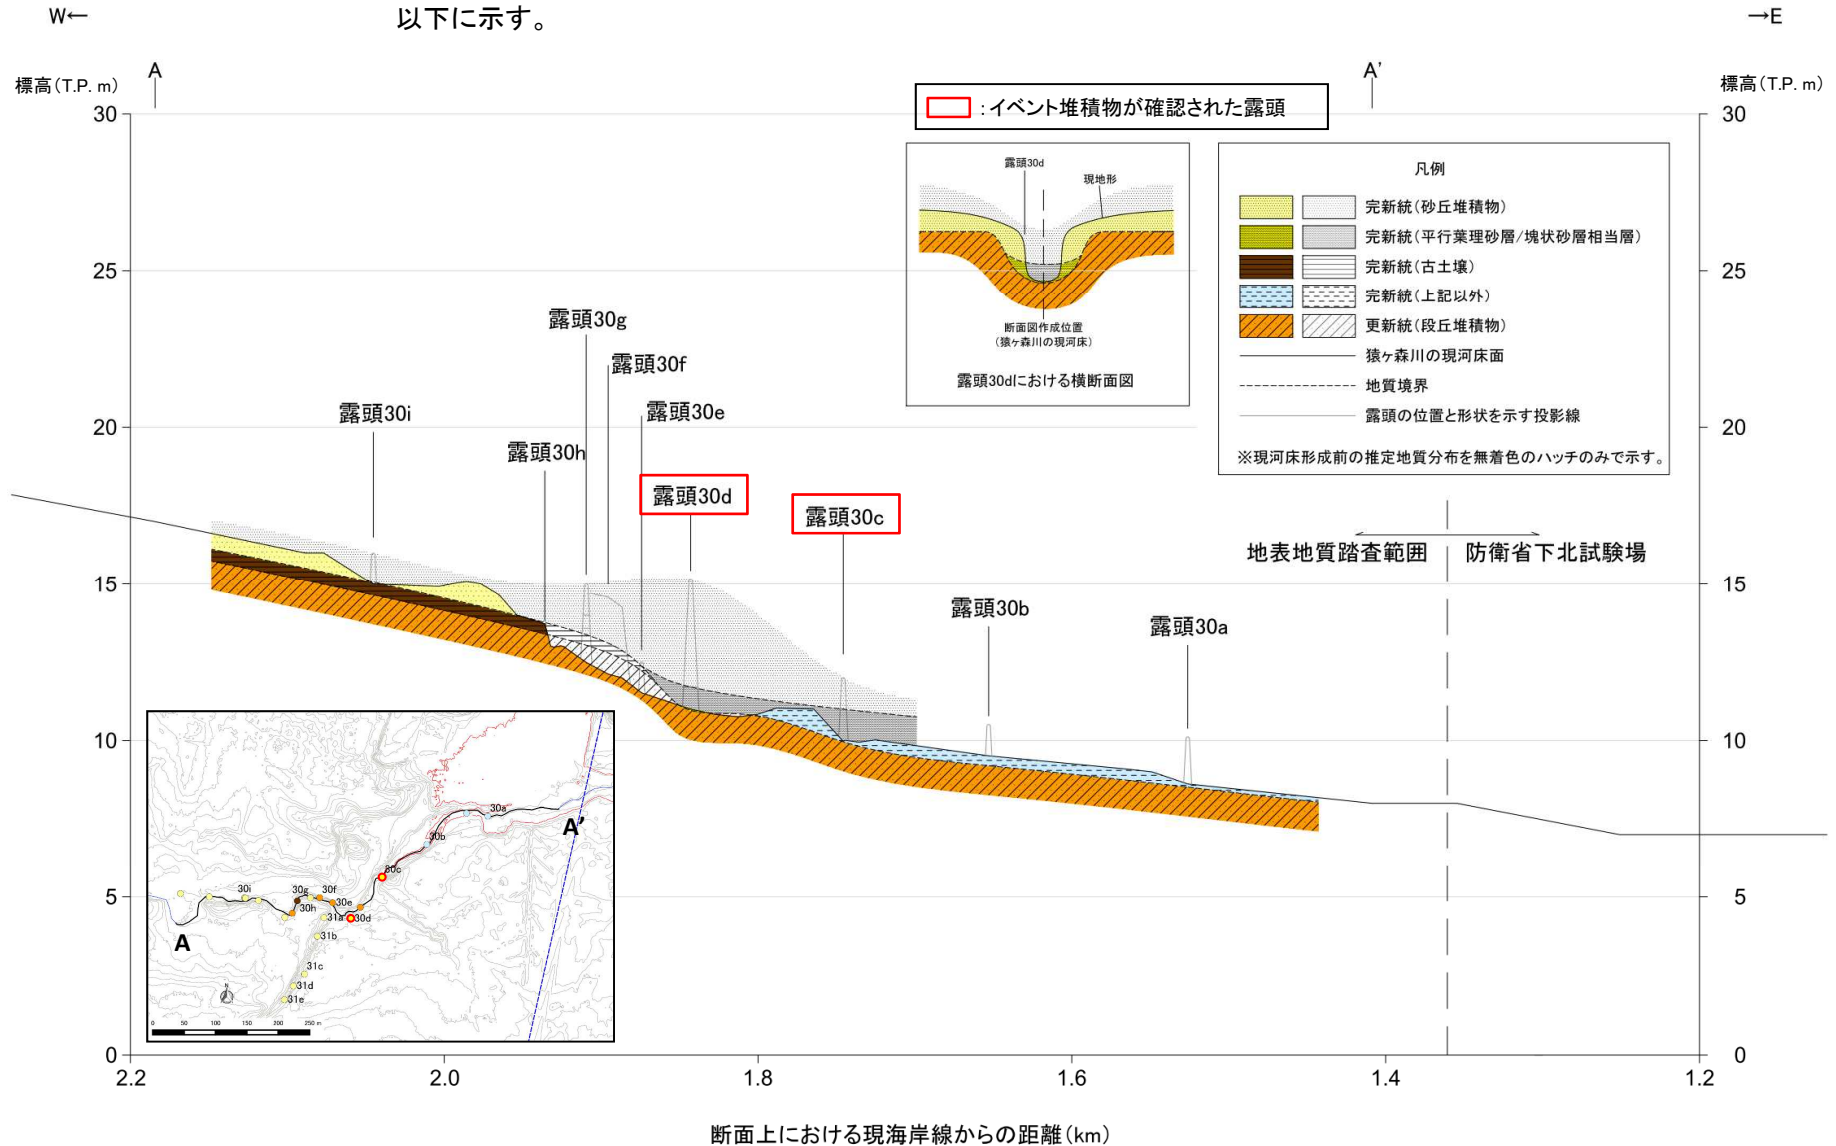 以下に示す。
W←
→E
標高(T.P. m)
A
A'
標高(T.P. m)
30
25
20
15
10
5
0
30
25
20
15
10
5
0
：イベント堆積物が確認された露頭
露頭30d
現地形
断面図作成位置
(猿ヶ森川の現河床)
露頭30dにおける横断面図
凡例
完新統(砂丘堆積物)
完新統(平行葉理砂層/塊状砂層相当層)
完新統(古土壌)
完新統(上記以外)
更新統(段丘堆積物)
猿ヶ森川の現河床面
地質境界
露頭の位置と形状を示す投影線
※現河床形成前の推定地質分布を無着色のハッチのみで示す。
露頭30g
露頭30f
露頭30i
露頭30e
露頭30h
露頭30d
露頭30c
露頭30b
露頭30a
地表地質踏査範囲
防衛省下北試験場
30a
A'
30b
30c
30i
30g
30f
30e
30h
31a
30d
A
31b
31c
31d
31e
N
0 50 100 150 200 250 m
2.2
2.0
1.8
1.6
1.4
1.2
断面上における現海岸線からの距離(km)